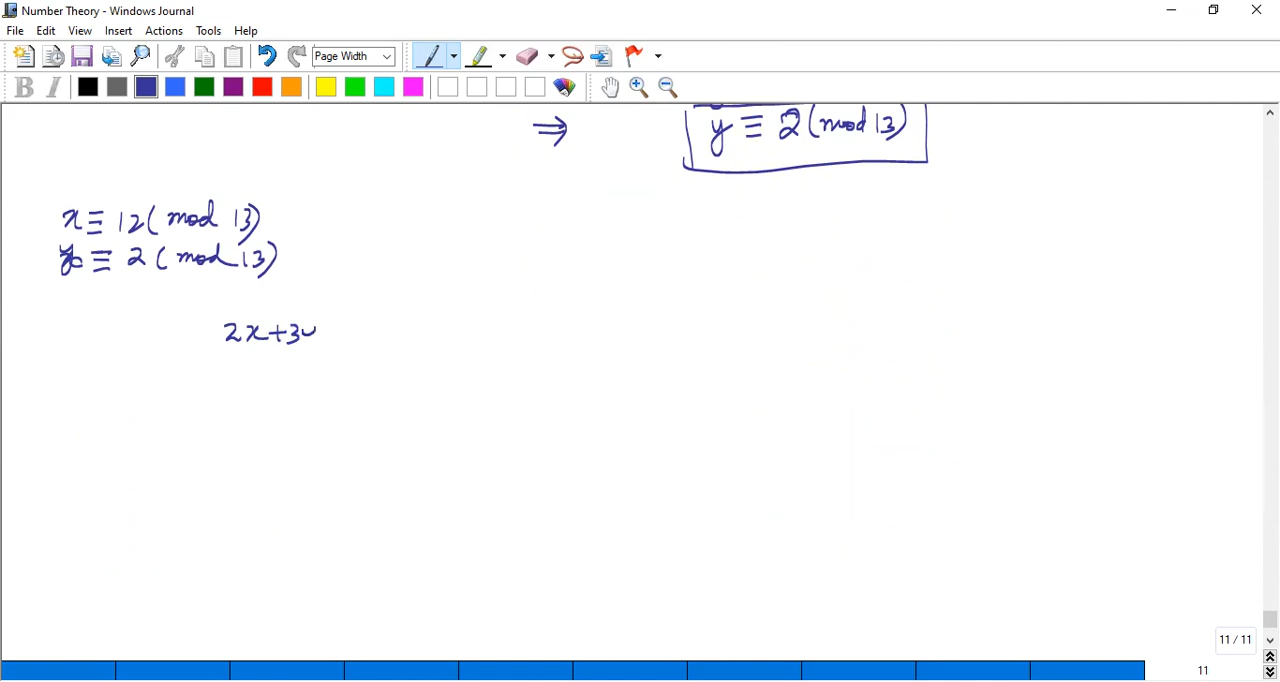 Number Theory - Windows Journal
File Edit View Insert Actions Tools Help
Page Width
B I
⇒ y ≡ 2 (mod 13)
x ≡ 12 ( mod 13)
≡ 2 ( mod 13)
2x+3
11 / 11
11